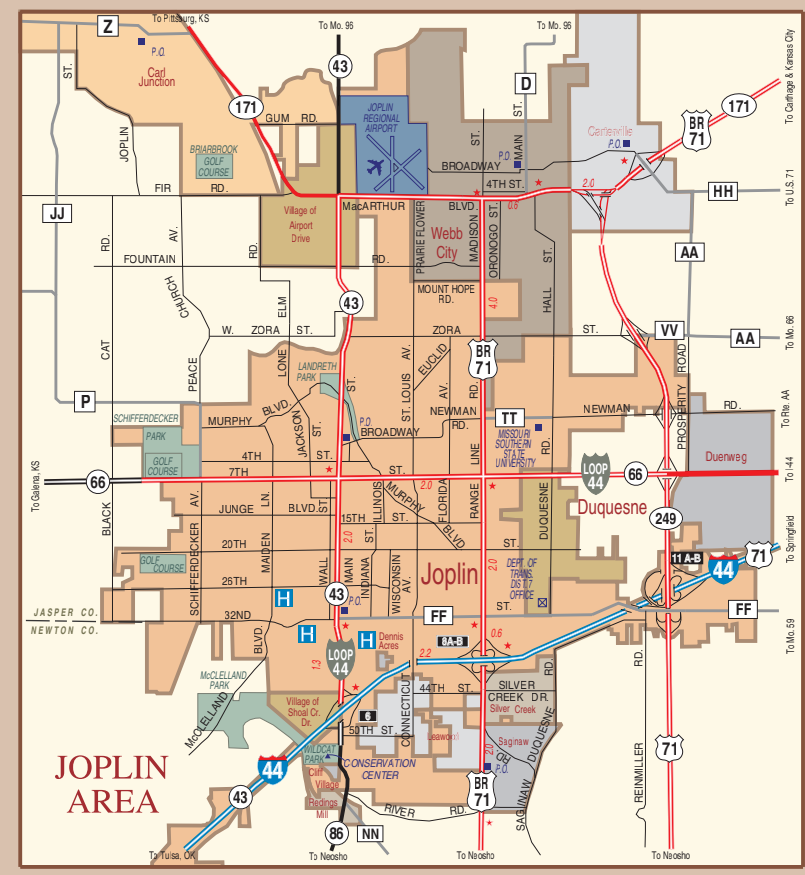 To Pittsburg, KS
To Mo. 96
To Mo. 96
Z
P.O.
Carl
Junction
ST.
JOPLIN
43
D
171
171
BR
71
To Carthage & Kansas City
GUM RD.
JOPLIN
REGIONAL
AIRPORT
ST.
MAIN ST.
P.O.
Carterville
P.O.
BRIARBROOK
GOLF
COURSE
BROADWAY
FIR RD.
4TH ST.
2.0
HH
To U.S. 71
MacARTHUR BLVD.
0.6
JJ
Village of
Airport
Drive
PRAIRIE FLOWER
Webb
City
MADISON
ORONOGO ST.
HALL ST.
RD.
AV.
RD.
AA
FOUNTAIN RD.
CHURCH
ELM
43
MOUNT HOPE
RD.
4.0
W. ZORA ST.
ZORA ST.
VV
AA
To Mo. 66
CAT
PEACE
LONE
LANDRETH
PARK
ST.
AV.
EUCLID
BR
71
ROAD
P
ST. LOUIS
AV.
RD.
PROSPERITY
SCHIFFERDECKER
PARK
GOLF
COURSE
MURPHY BLVD.
JACKSON
ST.
P.O.
BROADWAY
NEWMAN
RD.
TT
NEWMAN RD.
To Rte. AA
MISSOURI
SOUTHERN
STATE
UNIVERSITY
RD.
4TH ST.
7TH ST.
LINE
Duenweg
To Galena, KS
66
2.0
LOOP
44
66
To I-44
BLACK
AV.
LN.
JUNGE BLVD.
ST.
15TH ST.
ILLINOIS
MURPHY
BLVD
FLORIDA
RANGE
DUQUESNE
Duquesne
249
To Springfield
20TH ST.
GOLF
COURSE
SCHIFFERDECKER
MAIDEN
WALL
2.0
MAIN
ST.
INDIANA
WISCONSIN
AV.
Joplin
2.0
DEPT OF
TRANS.
DIST. 7
OFFICE
11 A-B
44
71
26TH ST.
H
43
P.O.
JASPER CO.
NEWTON CO.
32ND
FF
FF
To Mo. 59
BLVD.
H
H
Dennis
Acres
8A-B
0.6
LOOP
44
1.3
2.2
RD.
RD.
McCLELLAND
PARK
McCLELLAND
44TH ST.
SILVER
CREEK DR.
Silver Creek
Village of
Shoal Cr.
Dr.
6
50TH ST.
CONNECTICUT
Leawood
Saginaw
RD.
DUQUESNE
WILDCAT
PARK
44
CONSERVATION
CENTER
2.0
P.O.
REINMILLER
71
JOPLIN
AREA
43
Cliff
Village
Redings
Mill
BR
71
SAGINAW
RIVER RD.
86
NN
To Tulsa, OK
To Neosho
To Neosho
To Neosho